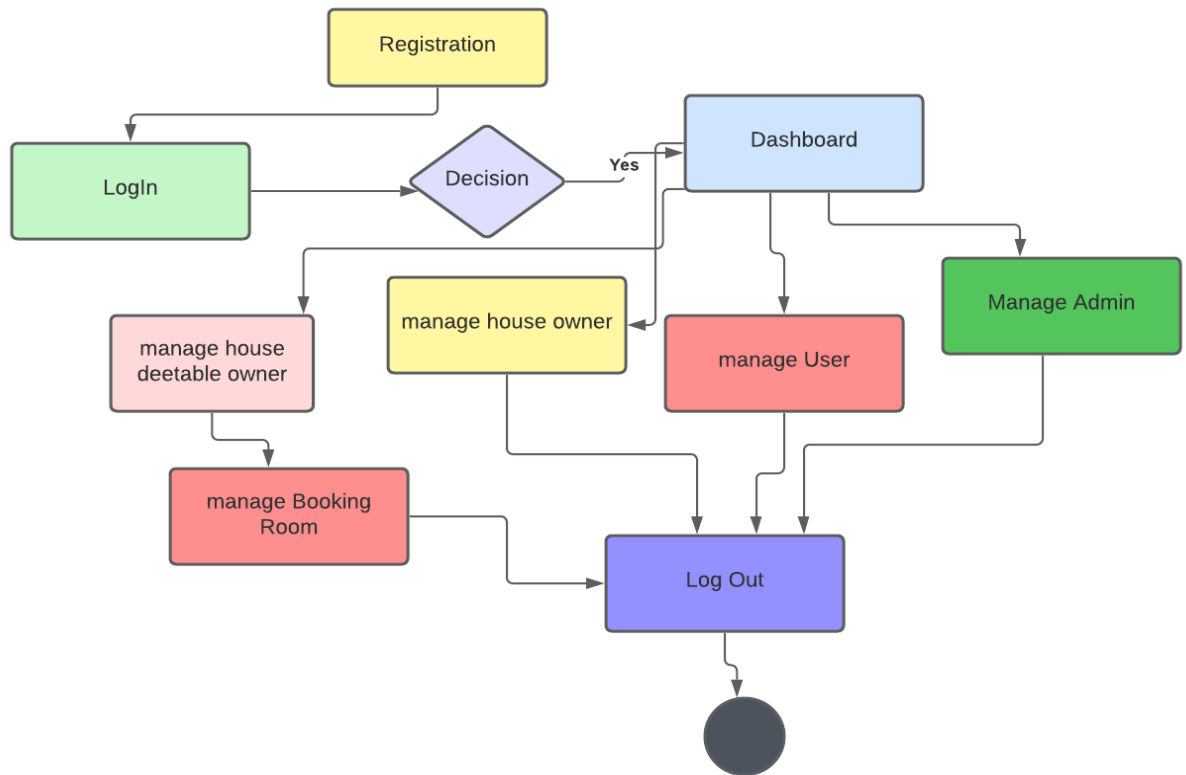 Registration
LogIn
Decision
Yes
Dashboard
manage house
deetable owner
manage house owner
manage User
Manage Admin
manage Booking
Room
Log Out